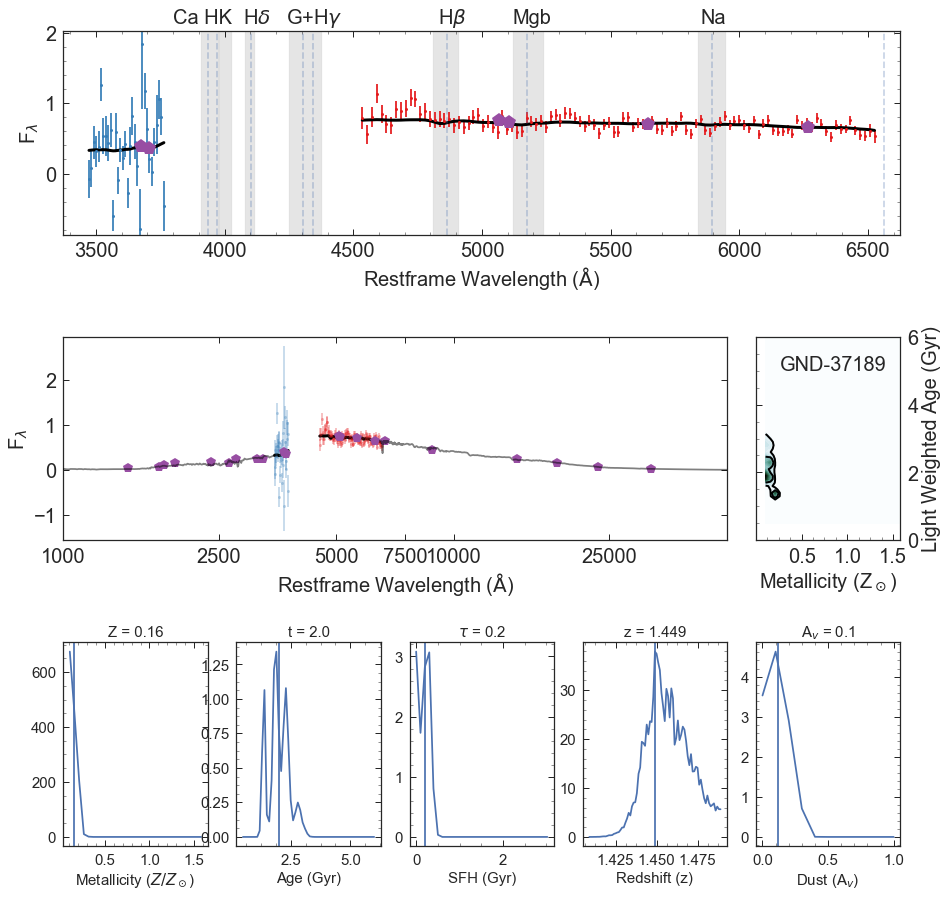 Ca HK Hδ G+Hγ Hβ Mgb Na
2
1
0
F_λ
3500 4000 4500 5000 5500 6000 6500
Restframe Wavelength (Å)
2
1
0
−1
F_λ
1000 2500 5000 7500 10000 25000
Restframe Wavelength (Å)
GND-37189
6
4
2
0
Light Weighted Age (Gyr)
0.5 1.0 1.5
Metallicity (Z_⊙)
Z = 0.16
700
600
400
200
0
0.5 1.0 1.5
Metallicity (Z/Z_⊙)
t = 2.0
1.25
1.00
0.75
0.50
0.25
0.00
2.5 5.0
Age (Gyr)
τ = 0.2
3
2
1
0
0 2
SFH (Gyr)
z = 1.449
30
20
10
0
1.425 1.450 1.475
Redshift (z)
A_v = 0.1
4
3
2
1
0
0.0 0.5 1.0
Dust (A_v)